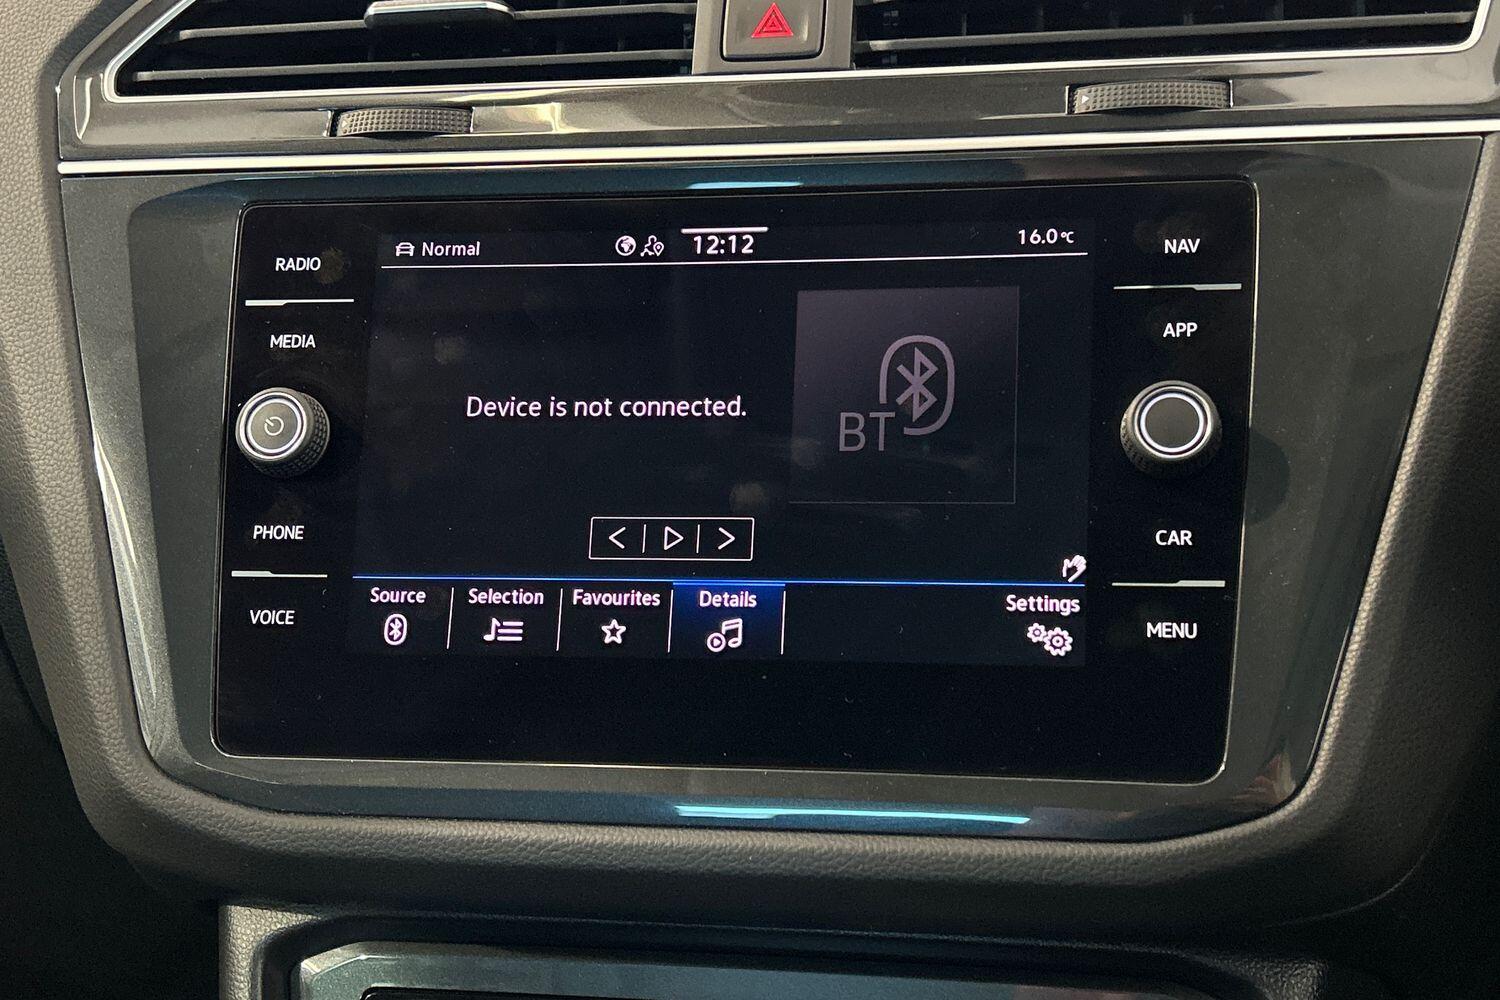 RADIO
MEDIA
PHONE
VOICE
Normal
12:12
16.0°C
Device is not connected.
BT
Source
Selection
Favourites
Details
Settings
NAV
APP
CAR
MENU